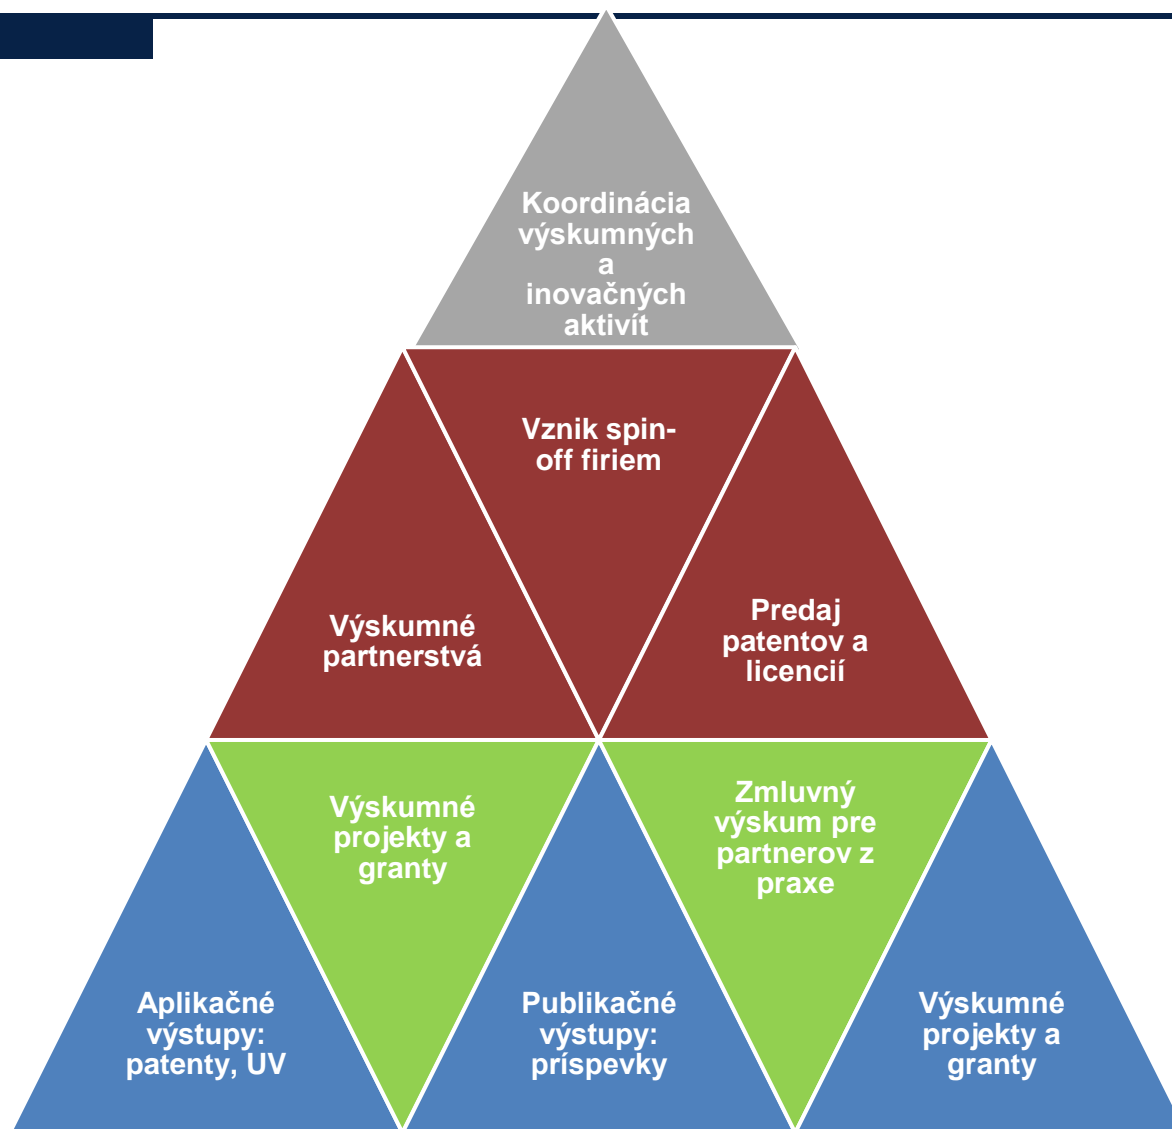 Koordinácia
výskumných
a
inovačných
aktivít
Vznik spin-
off firiem
Výskumné
partnerstvá
Predaj
patentov a
licencií
Výskumné
projekty a
granty
Zmluvný
výskum pre
partnerov z
praxe
Aplikačné
výstupy:
patenty, UV
Publikačné
výstupy:
príspevky
Výskumné
projekty a
granty